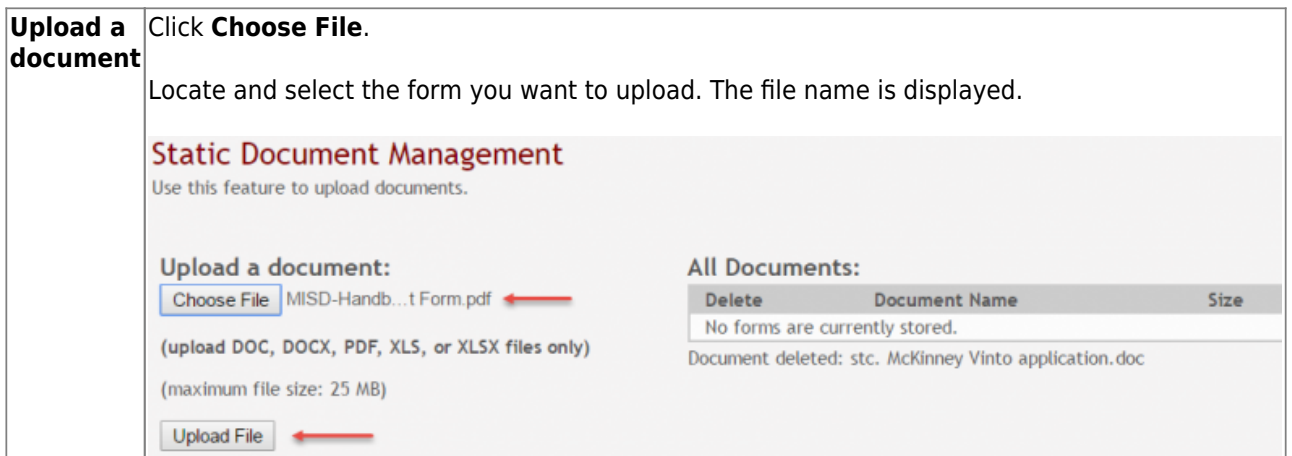 Upload a document
Click Choose File.
Locate and select the form you want to upload. The file name is displayed.
Static Document Management
Use this feature to upload documents.
Upload a document:
Choose File MISD-Handb...t Form.pdf
(upload DOC, DOCX, PDF, XLS, or XLSX files only)
(maximum file size: 25 MB)
Upload File
All Documents:
Delete Document Name Size
No forms are currently stored.
Document deleted: stc. McKinney Vinto application.doc